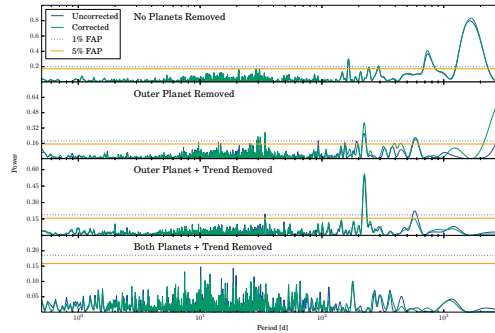 Uncorrected
Corrected
1% FAP
5% FAP
No Planets Removed
0.8
0.6
0.4
0.2
Outer Planet Removed
0.64
0.48
0.32
0.16
Outer Planet + Trend Removed
0.60
0.45
0.30
0.15
Both Planets + Trend Removed
0.20
0.15
0.10
0.05
Power
10⁰
10¹
10²
10³
Period [d]